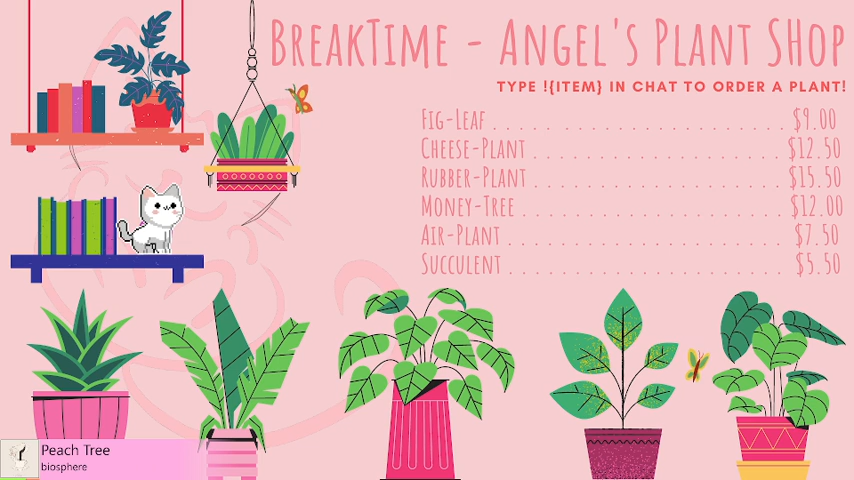 BreakTime - Angel's Plant Shop
TYPE !{ITEM} IN CHAT TO ORDER A PLANT!
Fig-Leaf . . . . . . . . . . . . . . . . . . . . . . . $9.00
Cheese-Plant . . . . . . . . . . . . . . . . . . . . $12.50
Rubber-Plant . . . . . . . . . . . . . . . . . . . . $15.50
Money-Tree . . . . . . . . . . . . . . . . . . . . . $12.00
Air-Plant . . . . . . . . . . . . . . . . . . . . . . $7.50
Succulent . . . . . . . . . . . . . . . . . . . . . . $5.50
Peach Tree
biosphere